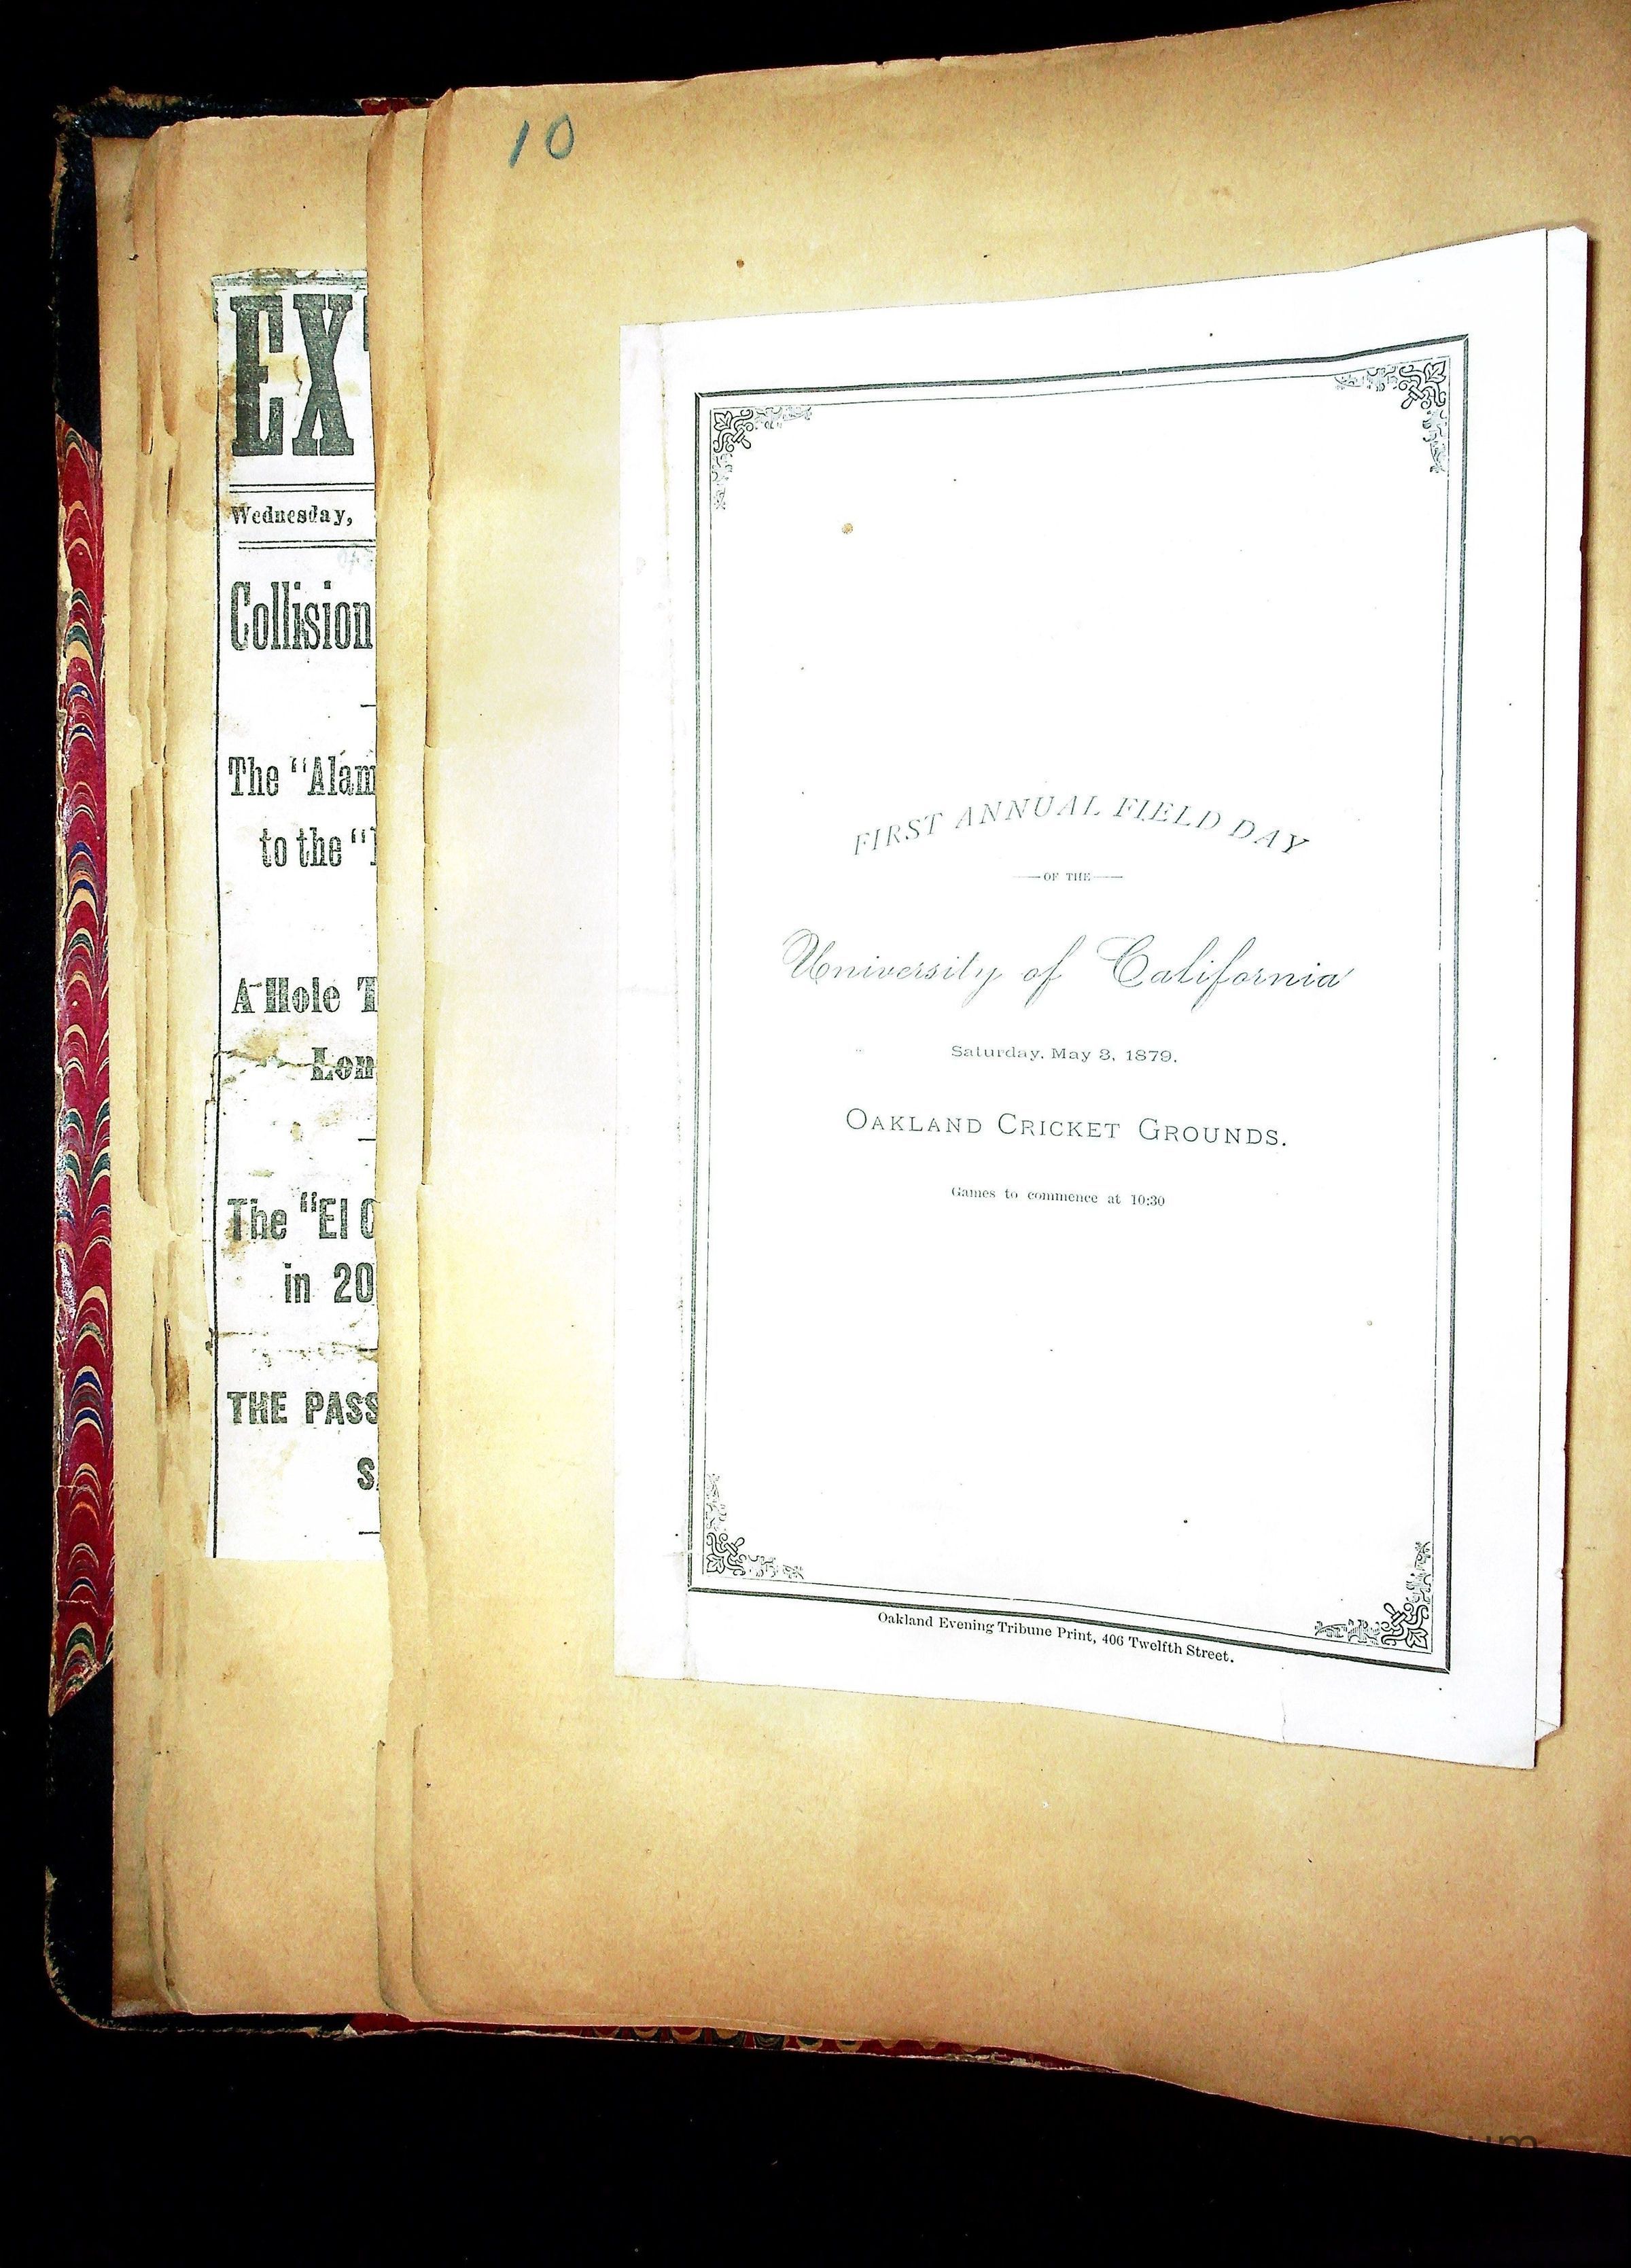 10
EX
Wednesday,
Collision
The "Alam
to the "
A Hole T
Lon
The "El C
in 20
THE PASS
S
FIRST ANNUAL FIELD DAY
OF THE
University of California
Saturday, May 3, 1879.
OAKLAND CRICKET GROUNDS.
Games to commence at 10:30
Oakland Evening Tribune Print, 406 Twelfth Street.
um